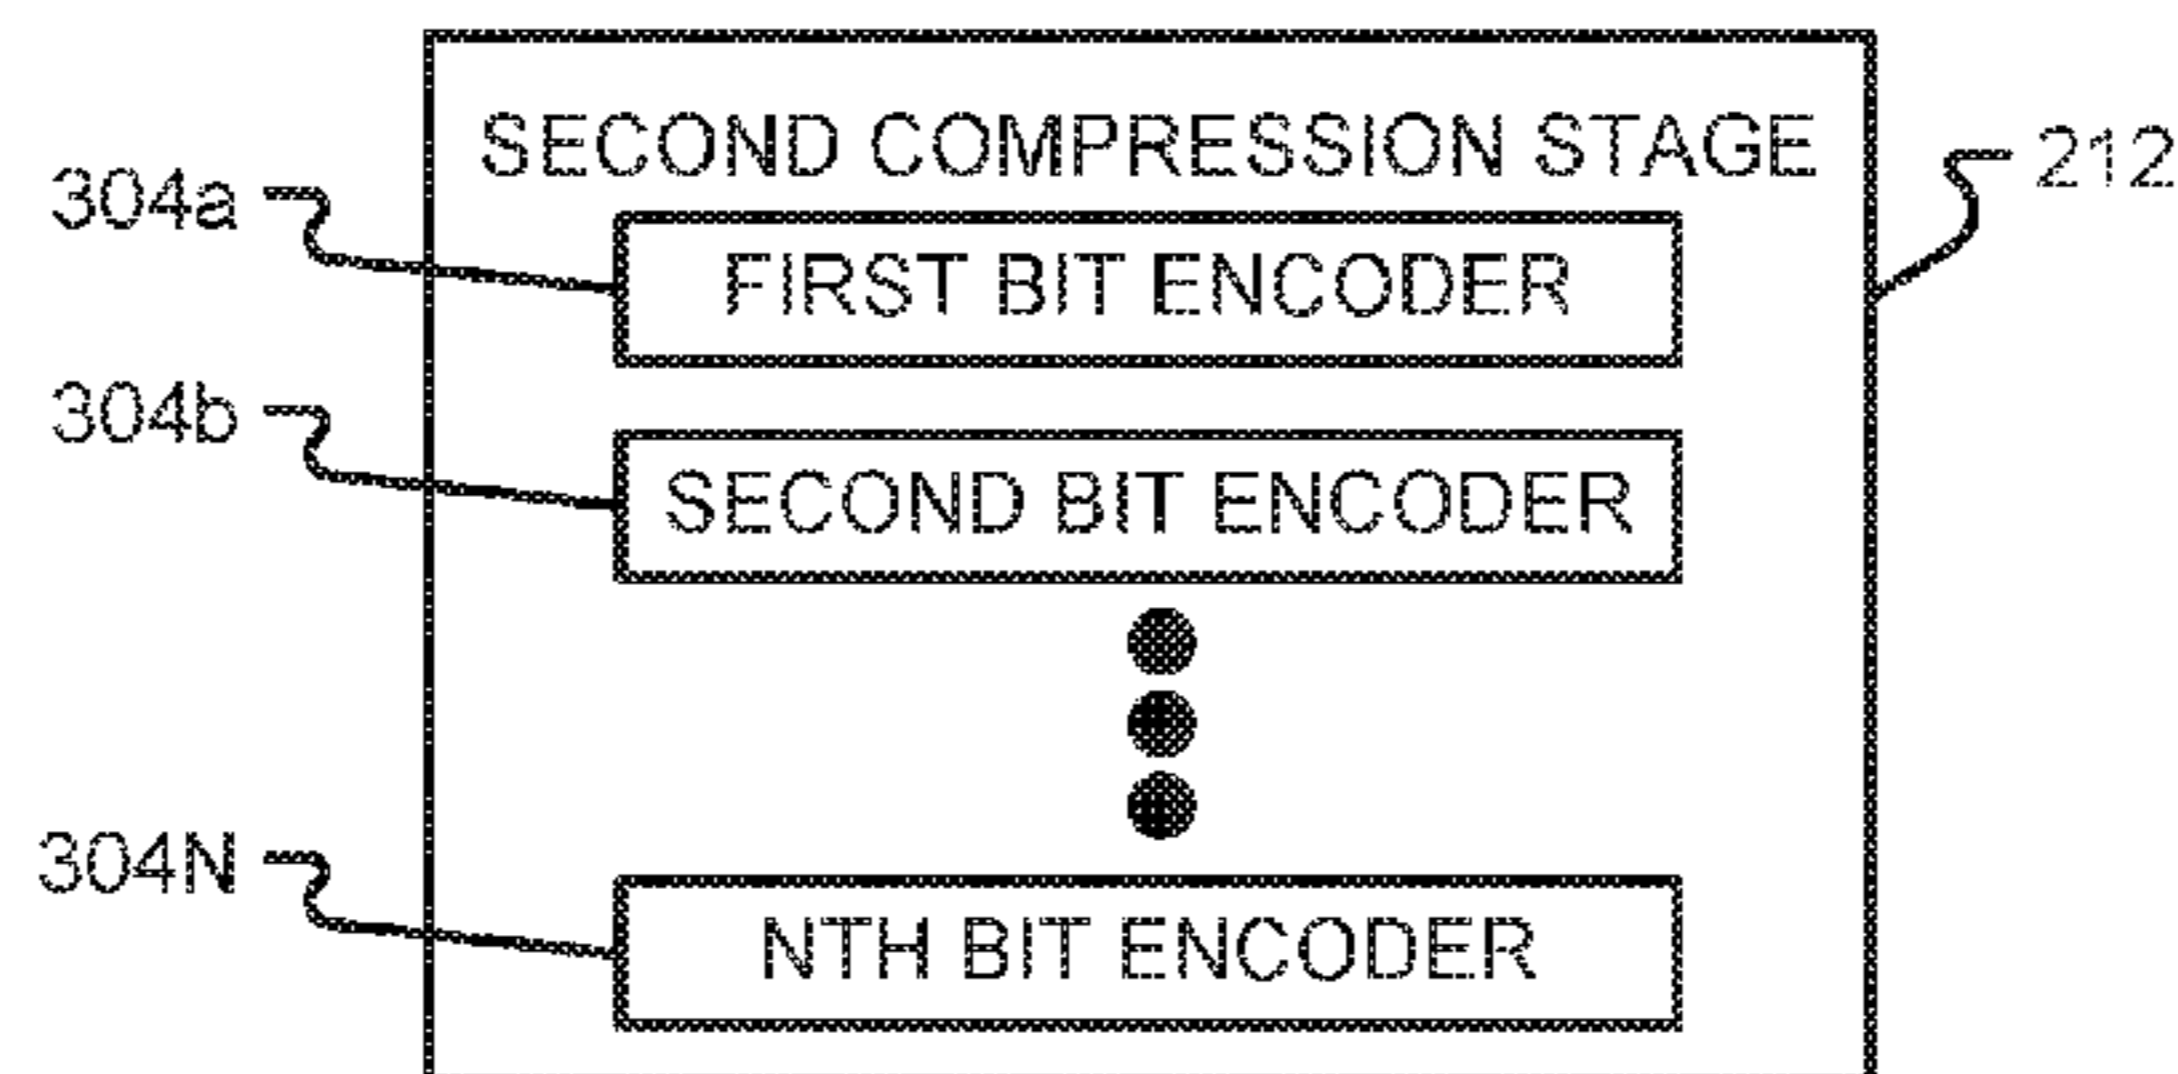 SECOND COMPRESSION STAGE
212
304a
FIRST BIT ENCODER
304b
SECOND BIT ENCODER
304N
NTH BIT ENCODER